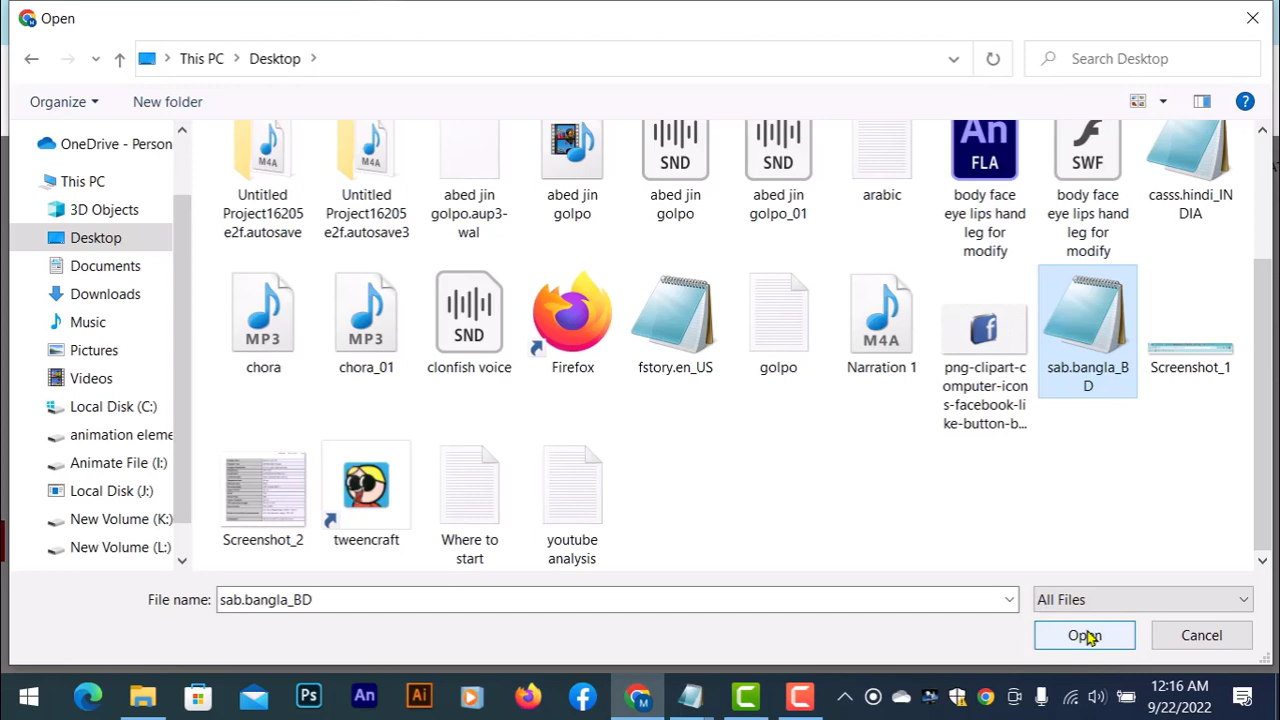 Open
This PC
Desktop
Search Desktop
Organize
New folder
OneDrive - Person
This PC
3D Objects
Desktop
Documents
Downloads
Music
Pictures
Videos
Local Disk (C:)
animation eleme
Animate File (I:)
Local Disk (J:)
New Volume (K:)
New Volume (L:)
M4A
M4A
SND
SND
An
FLA
SWF
Untitled
Project16205
e2f.autosave
Untitled
Project16205
e2f.autosave3
abed jin
golpo.aup3-
wal
abed jin
golpo
abed jin
golpo
abed jin
golpo_01
arabic
body face
eye lips hand
leg for
modify
body face
eye lips hand
leg for
modify
casss.hindi_IN
DIA
MP3
chora
MP3
chora_01
SND
clonfish voice
Firefox
fstory.en_US
golpo
M4A
Narration 1
png-clipart-c
omputer-icon
s-facebook-li
ke-button-b...
sab.bangla_B
D
Screenshot_1
Screenshot_2
tweencraft
Where to
start
youtube
analysis
File name:
sab.bangla_BD
All Files
Open
Cancel
Ps
An
Ai
M
12:16 AM
9/22/2022